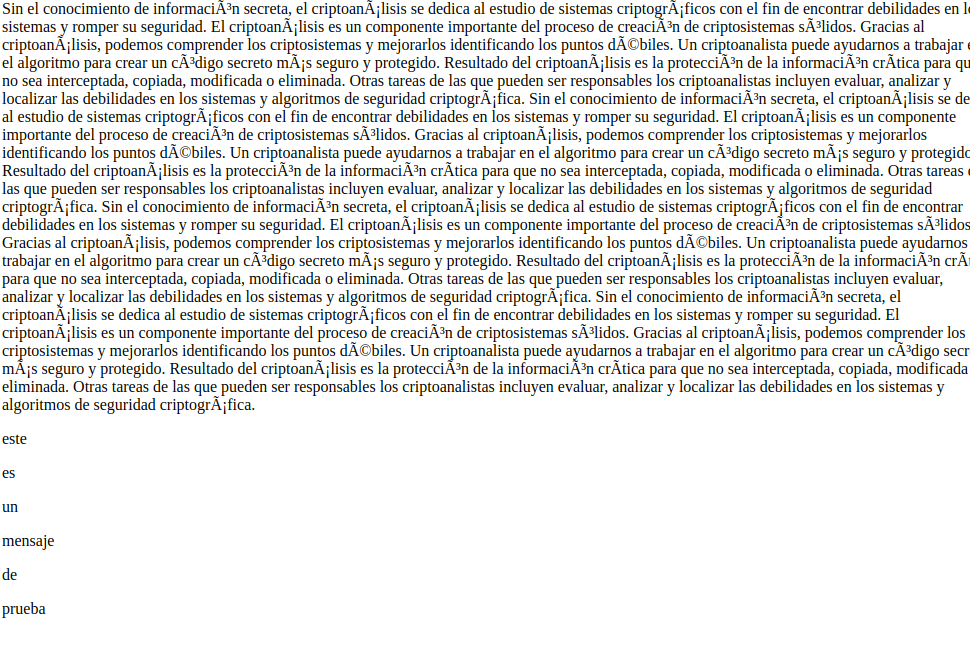 Sin el conocimiento de informaciÃ³n secreta, el criptoanÃ¡lisis se dedica al estudio de sistemas criptogrÃ¡ficos con el fin de encontrar debilidades en
sistemas y romper su seguridad. El criptoanÃ¡lisis es un componente importante del proceso de creaciÃ³n de criptosistemas sÃ³lidos. Gracias al
criptoanÃ¡lisis, podemos comprender los criptosistemas y mejorarlos identificando los puntos dÃ©biles. Un criptoanalista puede ayudarnos a trabajar
el algoritmo para crear un cÃ³digo secreto mÃ¡s seguro y protegido. Resultado del criptoanÃ¡lisis es la protecciÃ³n de la informaciÃ³n crÃtica para qu
no sea interceptada, copiada, modificada o eliminada. Otras tareas de las que pueden ser responsables los criptoanalistas incluyen evaluar, analizar y
localizar las debilidades en los sistemas y algoritmos de seguridad criptogrÃ¡fica. Sin el conocimiento de informaciÃ³n secreta, el criptoanÃ¡lisis se de
al estudio de sistemas criptogrÃ¡ficos con el fin de encontrar debilidades en los sistemas y romper su seguridad. El criptoanÃ¡lisis es un componente
importante del proceso de creaciÃ³n de criptosistemas sÃ³lidos. Gracias al criptoanÃ¡lisis, podemos comprender los criptosistemas y mejorarlos
identificando los puntos dÃ©biles. Un criptoanalista puede ayudarnos a trabajar en el algoritmo para crear un cÃ³digo secreto mÃ¡s seguro y protegido
Resultado del criptoanÃ¡lisis es la protecciÃ³n de la informaciÃ³n crÃtica para que no sea interceptada, copiada, modificada o eliminada. Otras tareas
las que pueden ser responsables los criptoanalistas incluyen evaluar, analizar y localizar las debilidades en los sistemas y algoritmos de seguridad
criptogrÃ¡fica. Sin el conocimiento de informaciÃ³n secreta, el criptoanÃ¡lisis se dedica al estudio de sistemas criptogrÃ¡ficos con el fin de encontrar
debilidades en los sistemas y romper su seguridad. El criptoanÃ¡lisis es un componente importante del proceso de creaciÃ³n de criptosistemas sÃ³lidos
Gracias al criptoanÃ¡lisis, podemos comprender los criptosistemas y mejorarlos identificando los puntos dÃ©biles. Un criptoanalista puede ayudarnos
trabajar en el algoritmo para crear un cÃ³digo secreto mÃ¡s seguro y protegido. Resultado del criptoanÃ¡lisis es la protecciÃ³n de la informaciÃ³n crÃt
para que no sea interceptada, copiada, modificada o eliminada. Otras tareas de las que pueden ser responsables los criptoanalistas incluyen evaluar,
analizar y localizar las debilidades en los sistemas y algoritmos de seguridad criptogrÃ¡fica. Sin el conocimiento de informaciÃ³n secreta, el
criptoanÃ¡lisis se dedica al estudio de sistemas criptogrÃ¡ficos con el fin de encontrar debilidades en los sistemas y romper su seguridad. El
criptoanÃ¡lisis es un componente importante del proceso de creaciÃ³n de criptosistemas sÃ³lidos. Gracias al criptoanÃ¡lisis, podemos comprender los
criptosistemas y mejorarlos identificando los puntos dÃ©biles. Un criptoanalista puede ayudarnos a trabajar en el algoritmo para crear un cÃ³digo secr
mÃ¡s seguro y protegido. Resultado del criptoanÃ¡lisis es la protecciÃ³n de la informaciÃ³n crÃtica para que no sea interceptada, copiada, modificada
eliminada. Otras tareas de las que pueden ser responsables los criptoanalistas incluyen evaluar, analizar y localizar las debilidades en los sistemas y
algoritmos de seguridad criptogrÃ¡fica.
este
es
un
mensaje
de
prueba